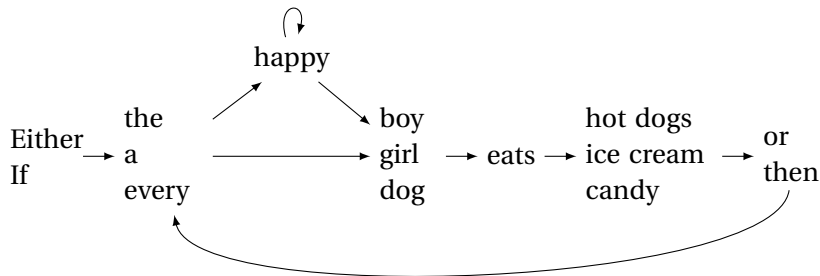 happy
Either
If
the
a
every
boy
girl
dog
eats
hot dogs
ice cream
candy
or
then